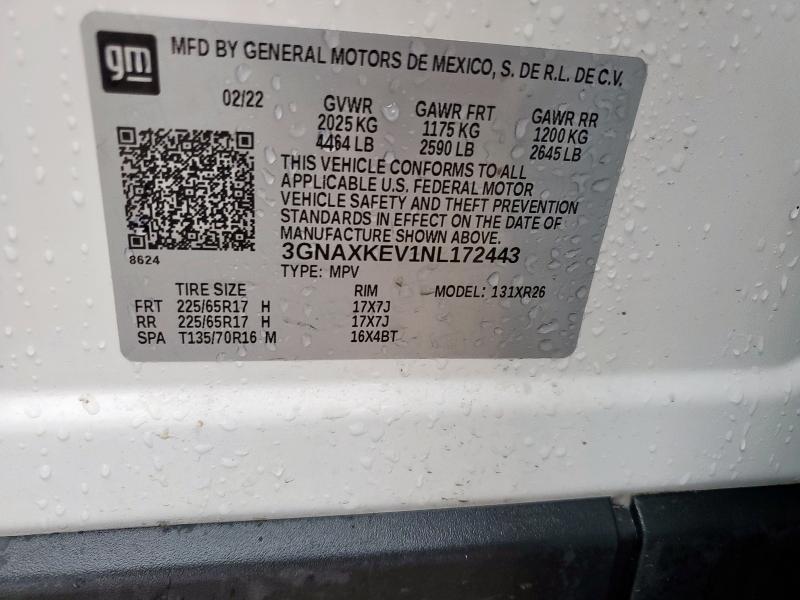 gm
MFD BY GENERAL MOTORS DE MEXICO, S. DE R.L. DE C.V.
02/22 GVWR GAWR FRT GAWR RR
2025 KG 1175 KG 1200 KG
4464 LB 2590 LB 2645 LB
THIS VEHICLE CONFORMS TO ALL
APPLICABLE U.S. FEDERAL MOTOR
VEHICLE SAFETY AND THEFT PREVENTION
STANDARDS IN EFFECT ON THE DATE OF
MANUFACTURE SHOWN ABOVE.
8624 3GNAXKEV1NL172443
TYPE: MPV
TIRE SIZE RIM MODEL: 131XR26
FRT 225/65R17 H 17X7J
RR 225/65R17 H 17X7J
SPA T135/70R16 M 16X4BT